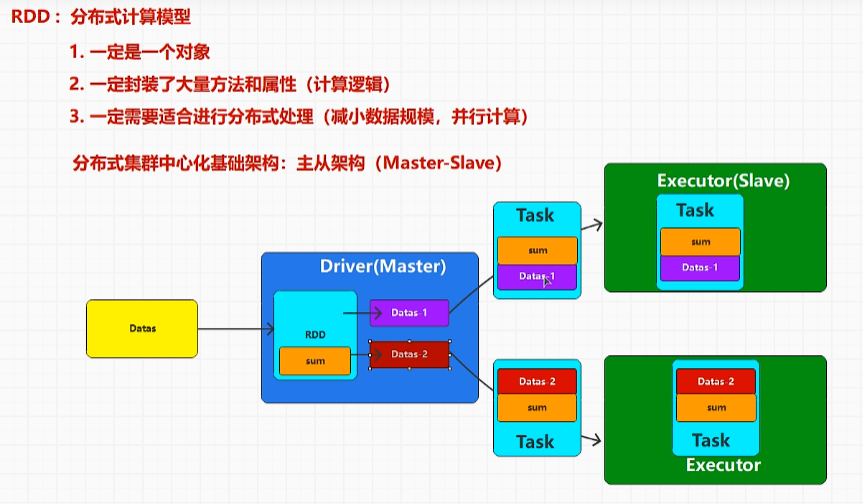 RDD : 分布式计算模型
1. 一定是一个对象
2. 一定封装了大量方法和属性（计算逻辑）
3. 一定需要适合进行分布式处理（减小数据规模，并行计算）
分布式集群中心化基础架构：主从架构（Master-Slave）
Datas
Driver(Master)
RDD
sum
Datas-1
Datas-2
Task
sum
Datas-1
Executor(Slave)
Task
sum
Datas-1
Datas-2
sum
Task
Datas-2
sum
Task
Executor